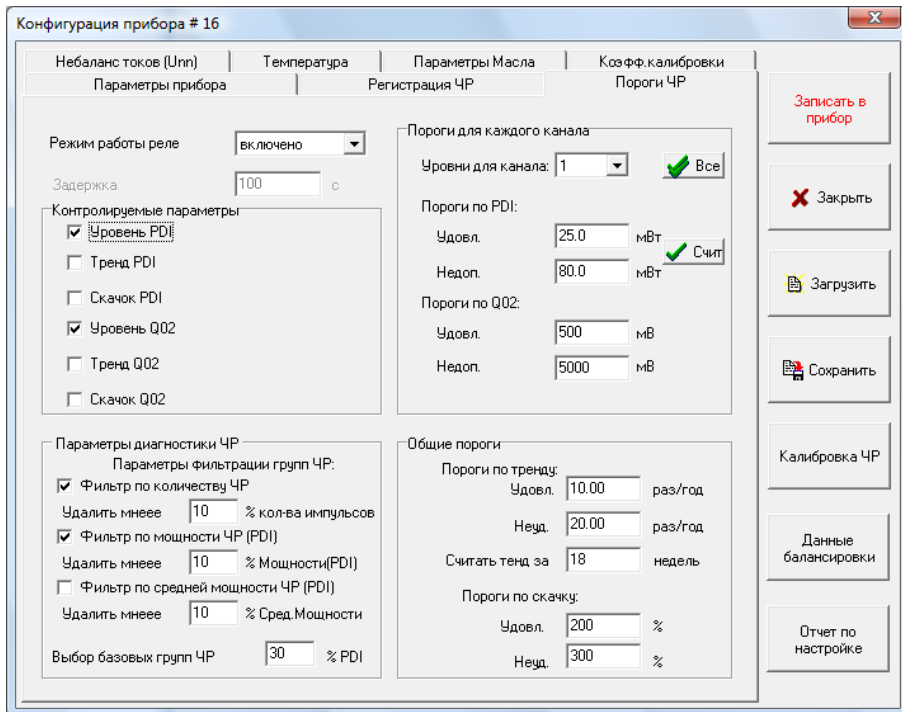 Конфигурация прибора # 16
Небаланс токов (Unn) Температура Параметры Масла Коэфф.калибровки
Параметры прибора Регистрация ЧР Пороги ЧР
Режим работы реле включено
Задержка 100 с
Контролируемые параметры
Уровень PDI
Тренд PDI
Скачок PDI
Уровень Q02
Тренд Q02
Скачок Q02
Пороги для каждого канала
Уровни для канала: 1 Все
Пороги по PDI:
Удовл. 25.0 мВт
Счит
Недоп. 80.0 мВт
Пороги по Q02:
Удовл. 500 мВ
Недоп. 5000 мВ
Параметры диагностики ЧР
Параметры фильтрации групп ЧР:
Фильтр по количеству ЧР
Удалить мнеее 10 % кол-ва импульсов
Фильтр по мощности ЧР (PDI)
Удалить мнеее 10 % Мощности(PDI)
Фильтр по средней мощности ЧР (PDI)
Удалить мнеее 10 % Сред.Мощности
Выбор базовых групп ЧР 30 % PDI
Общие пороги
Пороги по тренду:
Удовл. 10.00 раз/год
Неуд. 20.00 раз/год
Считать тенд за 18 недель
Пороги по скачку:
Удовл. 200 %
Неуд. 300 %
Записать в
прибор
Закрыть
Загрузить
Сохранить
Калибровка ЧР
Данные
балансировки
Отчет по
настройке